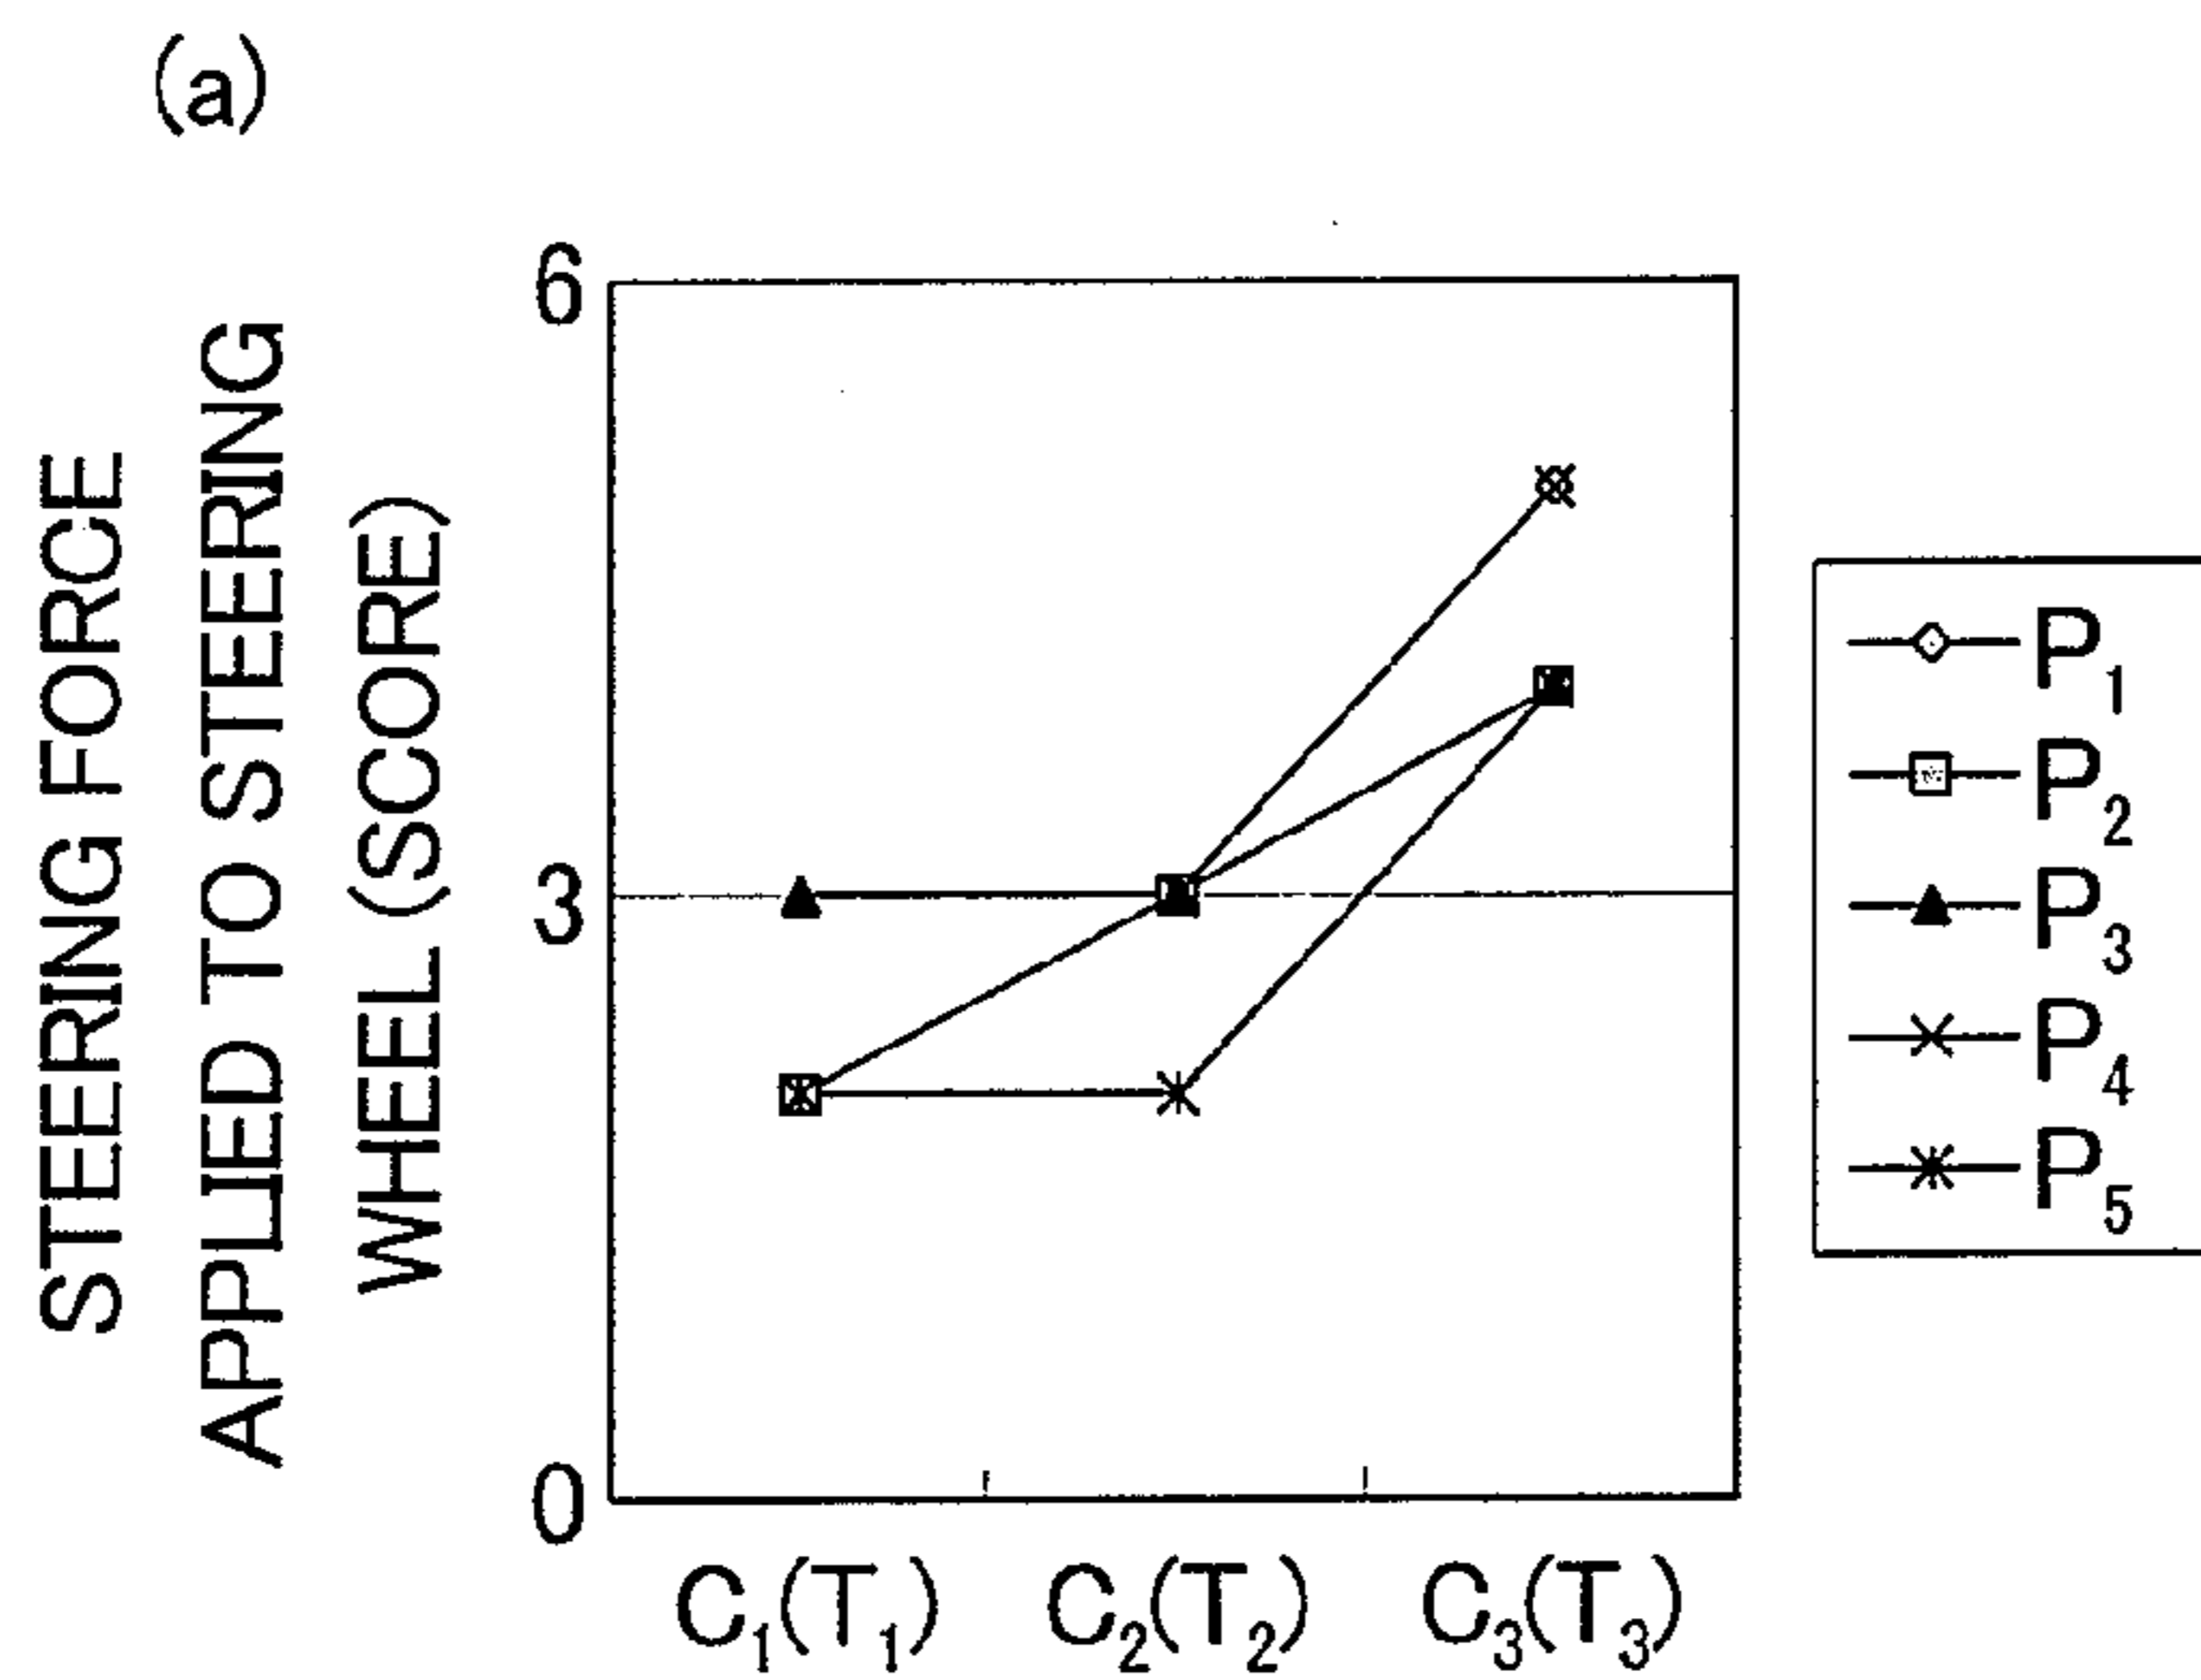 (a)
STEERING FORCE
APPLIED TO STEERING
WHEEL (SCORE)
6
3
0
C₁(T₁) C₂(T₂) C₃(T₃)
P₁
P₂
P₃
P₄
P₅